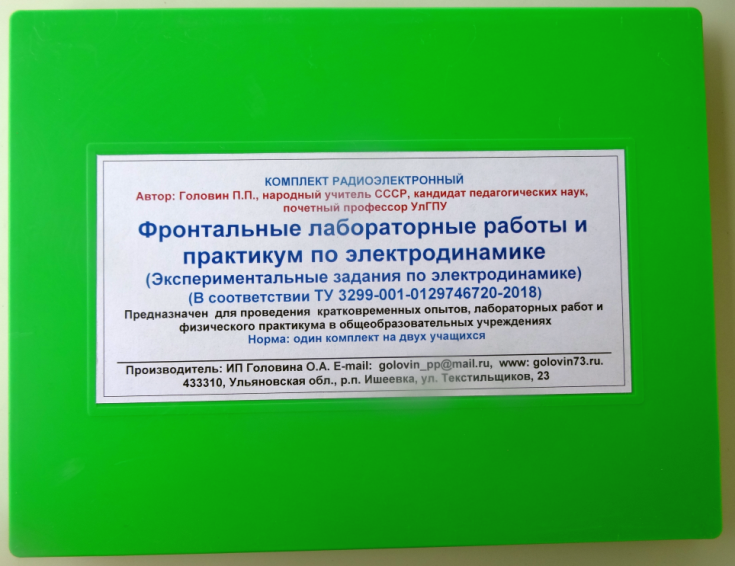 КОМПЛЕКТ РАДИОЭЛЕКТРОННЫЙ
Автор: Головин П.П., народный учитель СССР, кандидат педагогических наук,
почетный профессор УлГПУ
Фронтальные лабораторные работы и
практикум по электродинамике
(Экспериментальные задания по электродинамике)
(В соответствии ТУ 3299-001-0129746720-2018)
Предназначен для проведения кратковременных опытов, лабораторных работ и
физического практикума в общеобразовательных учреждениях
Норма: один комплект на двух учащихся
Производитель: ИП Головина О.А. E-mail: golovin_pp@mail.ru, www: golovin73.ru.
433310, Ульяновская обл., р.п. Ишеевка, ул. Текстильщиков, 23